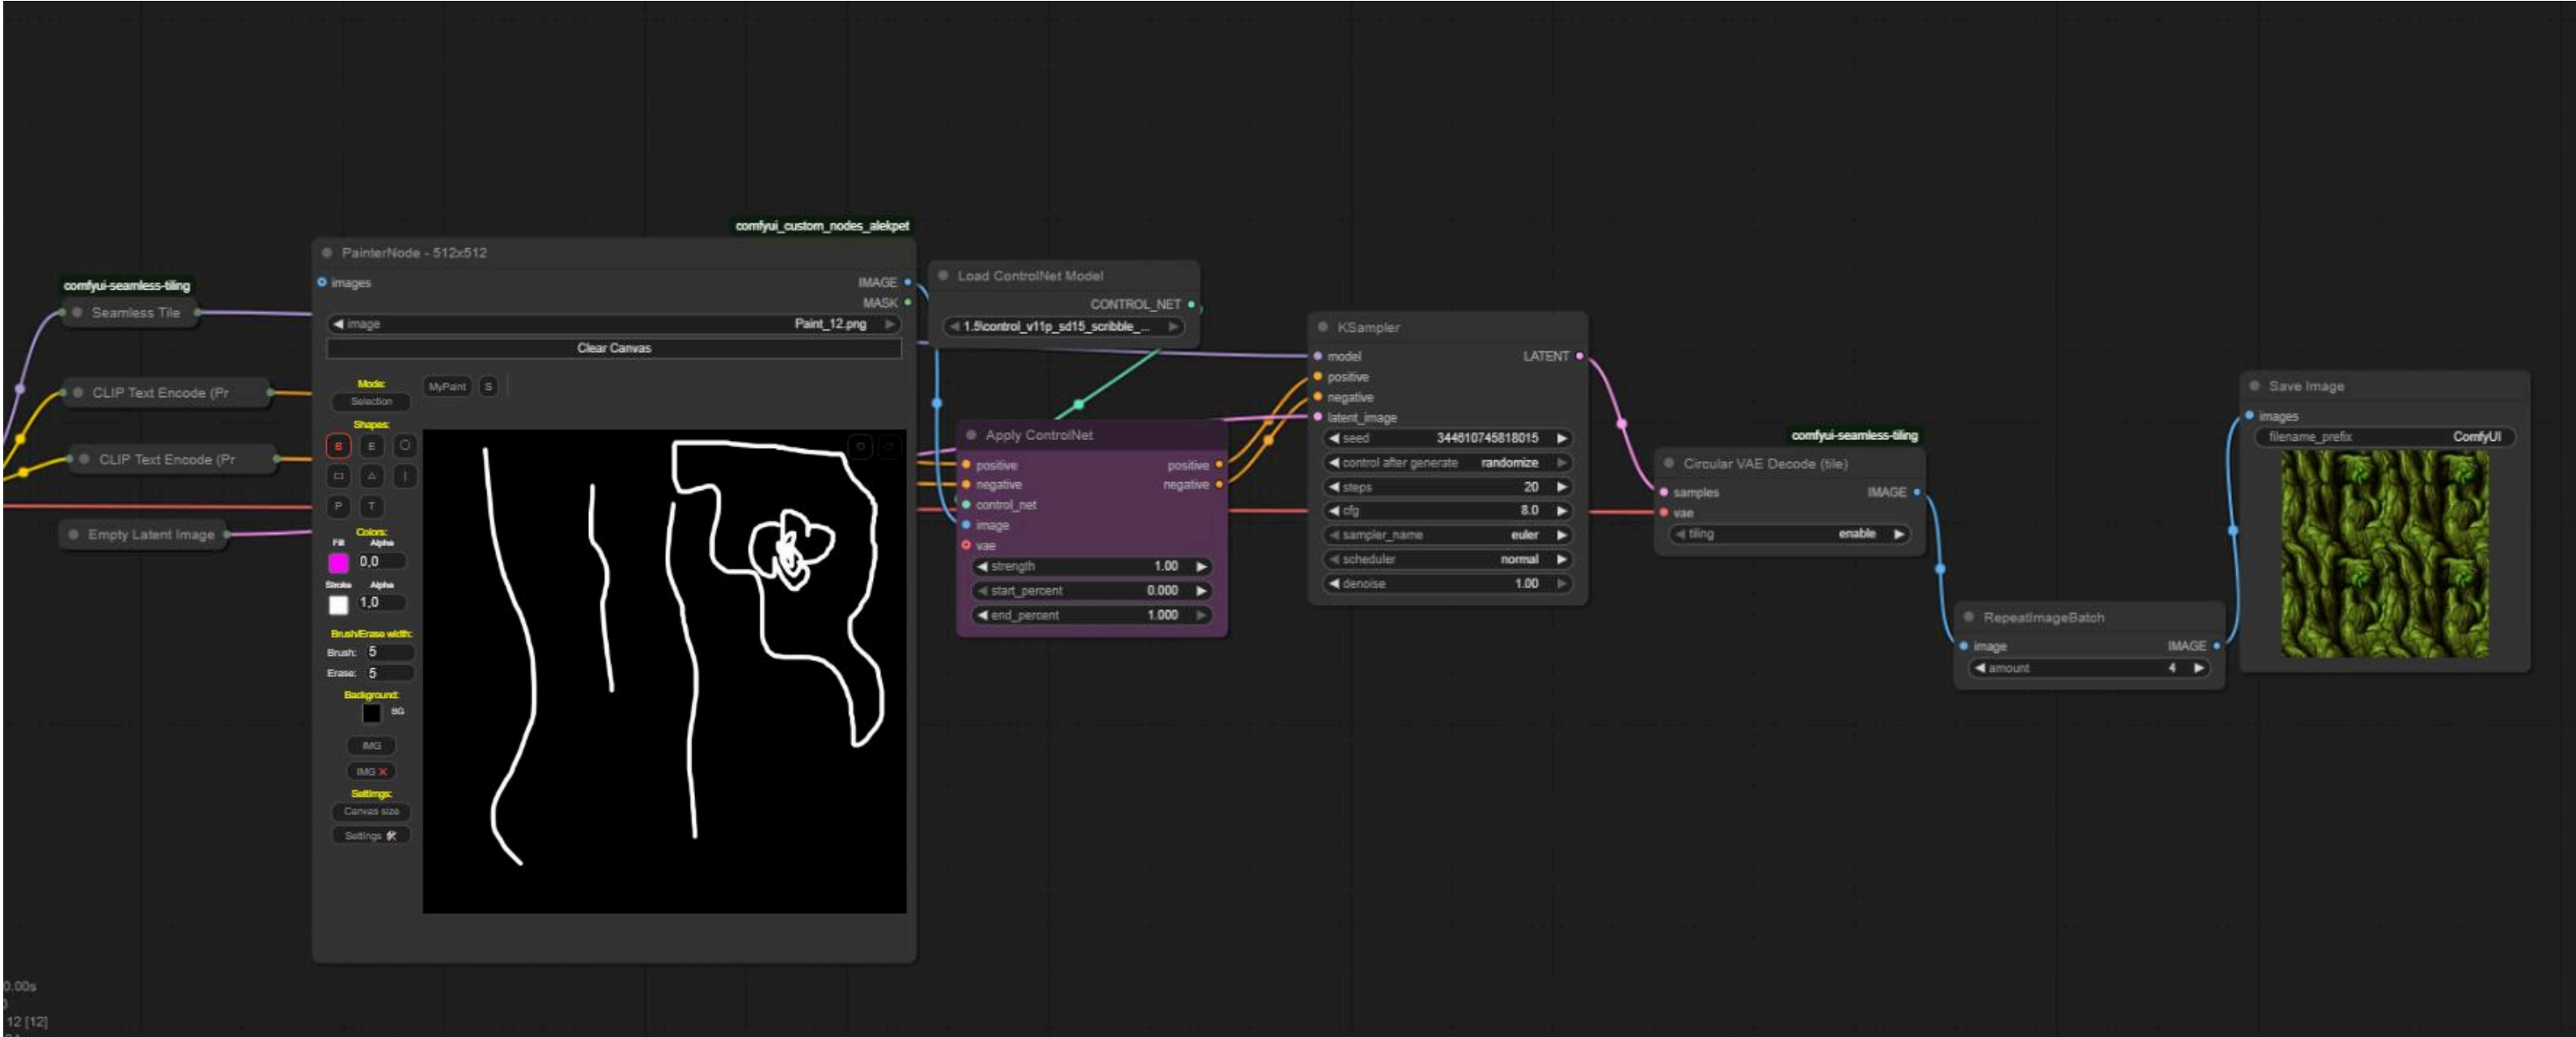 comfyui-seamless-tiling
Seamless Tile
CLIP Text Encode (Pr
CLIP Text Encode (Pr
Empty Latent Image
comfyui_custom_nodes_alekpet
PainterNode - 512x512
images
IMAGE
MASK
image Paint_12.png
Clear Canvas
Mode:
Selection
MyPaint S
Shapes:
B E
P T
Colors:
Fill Alpha
0,0
Stroke Alpha
1,0
Brush/Erase width:
Brush: 5
Erase: 5
Background:
BG
IMG
IMG
Settings:
Canvas size
Settings
Load ControlNet Model
CONTROL_NET
1.5\control_v11p_sd15_scribble_...
Apply ControlNet
positive positive
negative negative
control_net
image
vae
strength 1.00
start_percent 0.000
end_percent 1.000
KSampler
model LATENT
positive
negative
latent_image
seed 344610745818015
control after generate randomize
steps 20
cfg 8.0
sampler_name euler
scheduler normal
denoise 1.00
comfyui-seamless-tiling
Circular VAE Decode (tile)
samples IMAGE
vae
tiling enable
RepeatImageBatch
image IMAGE
amount 4
Save Image
images
filename_prefix ComfyUI
0.00s
12 [12]